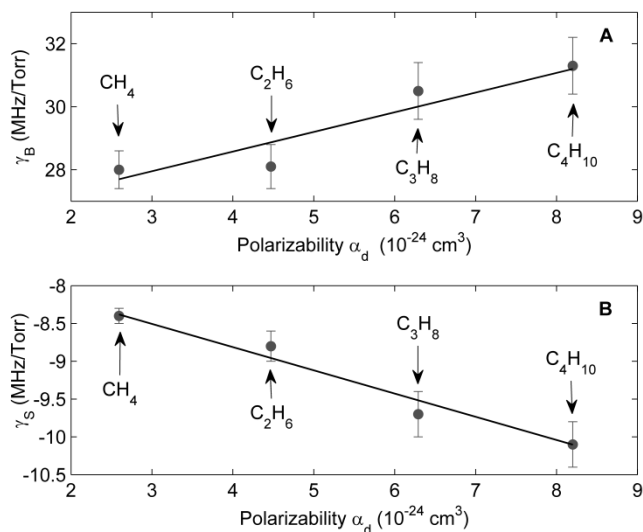 A
CH4
C2H6
C3H8
C4H10
31
30
28
γB (MHz/Torr)
2 3 4 5 6 7 8 9
Polarizability αd (10-24 cm3)
B
-8
-8.5
-9
-9.5
-10
-10.5
γS (MHz/Torr)
C3H8
C4H10
CH4
C2H6
2 3 4 5 6 7 8 9
Polarizability αd (10-24 cm3)